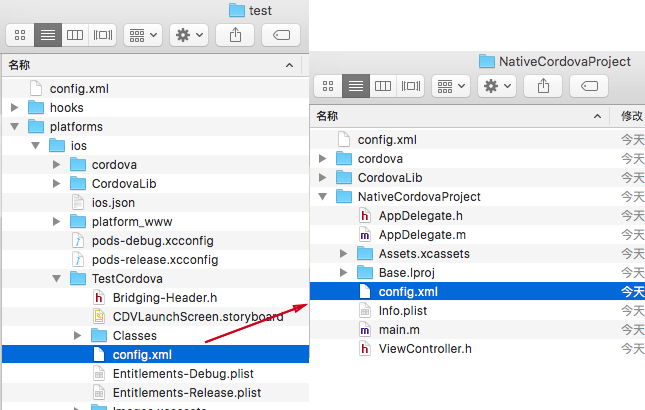 test
名称
config.xml
hooks
platforms
ios
cordova
CordovaLib
ios.json
platform_www
pods-debug.xcconfig
pods-release.xcconfig
TestCordova
Bridging-Header.h
CDVLaunchScreen.storyboard
Classes
config.xml
Entitlements-Debug.plist
Entitlements-Release.plist
Images.xcassets
NativeCordovaProject
名称 修改
config.xml 今天
cordova 今天
CordovaLib 今天
NativeCordovaProject 今天
AppDelegate.h 今天
AppDelegate.m 今天
Assets.xcassets 今天
Base.lproj 今天
config.xml 今天
Info.plist 今天
main.m 今天
ViewController.h 今天